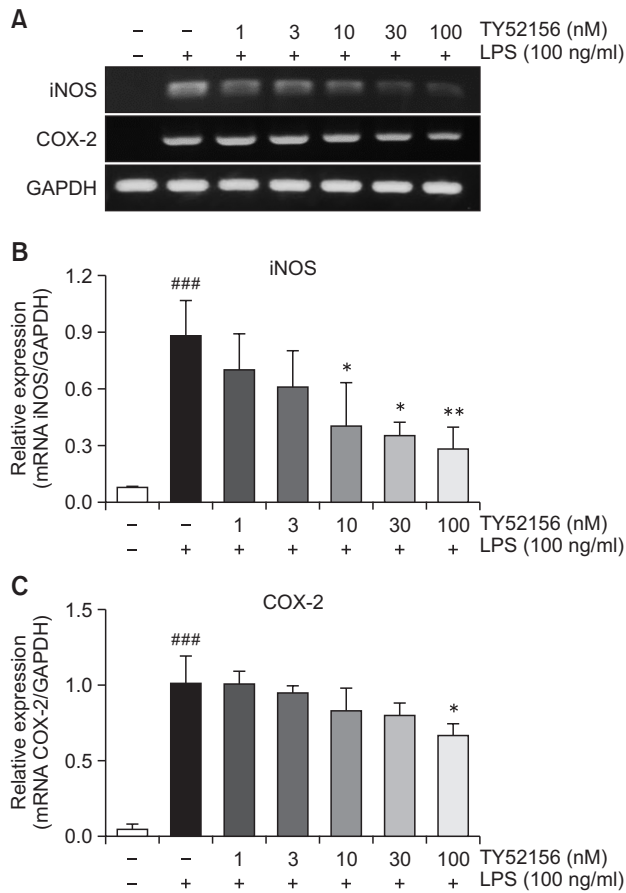 A
– – 1 3 10 30 100 TY52156 (nM)
– + + + + + + LPS (100 ng/ml)
iNOS
COX-2
GAPDH
B
iNOS
Relative expression
(mRNA iNOS/GAPDH)
1.2
0.9
0.6
0.3
0.0
###
*
*
**
– – 1 3 10 30 100 TY52156 (nM)
– + + + + + + LPS (100 ng/ml)
C
COX-2
Relative expression
(mRNA COX-2/GAPDH)
1.5
1.0
0.5
0.0
###
*
– – 1 3 10 30 100 TY52156 (nM)
– + + + + + + LPS (100 ng/ml)